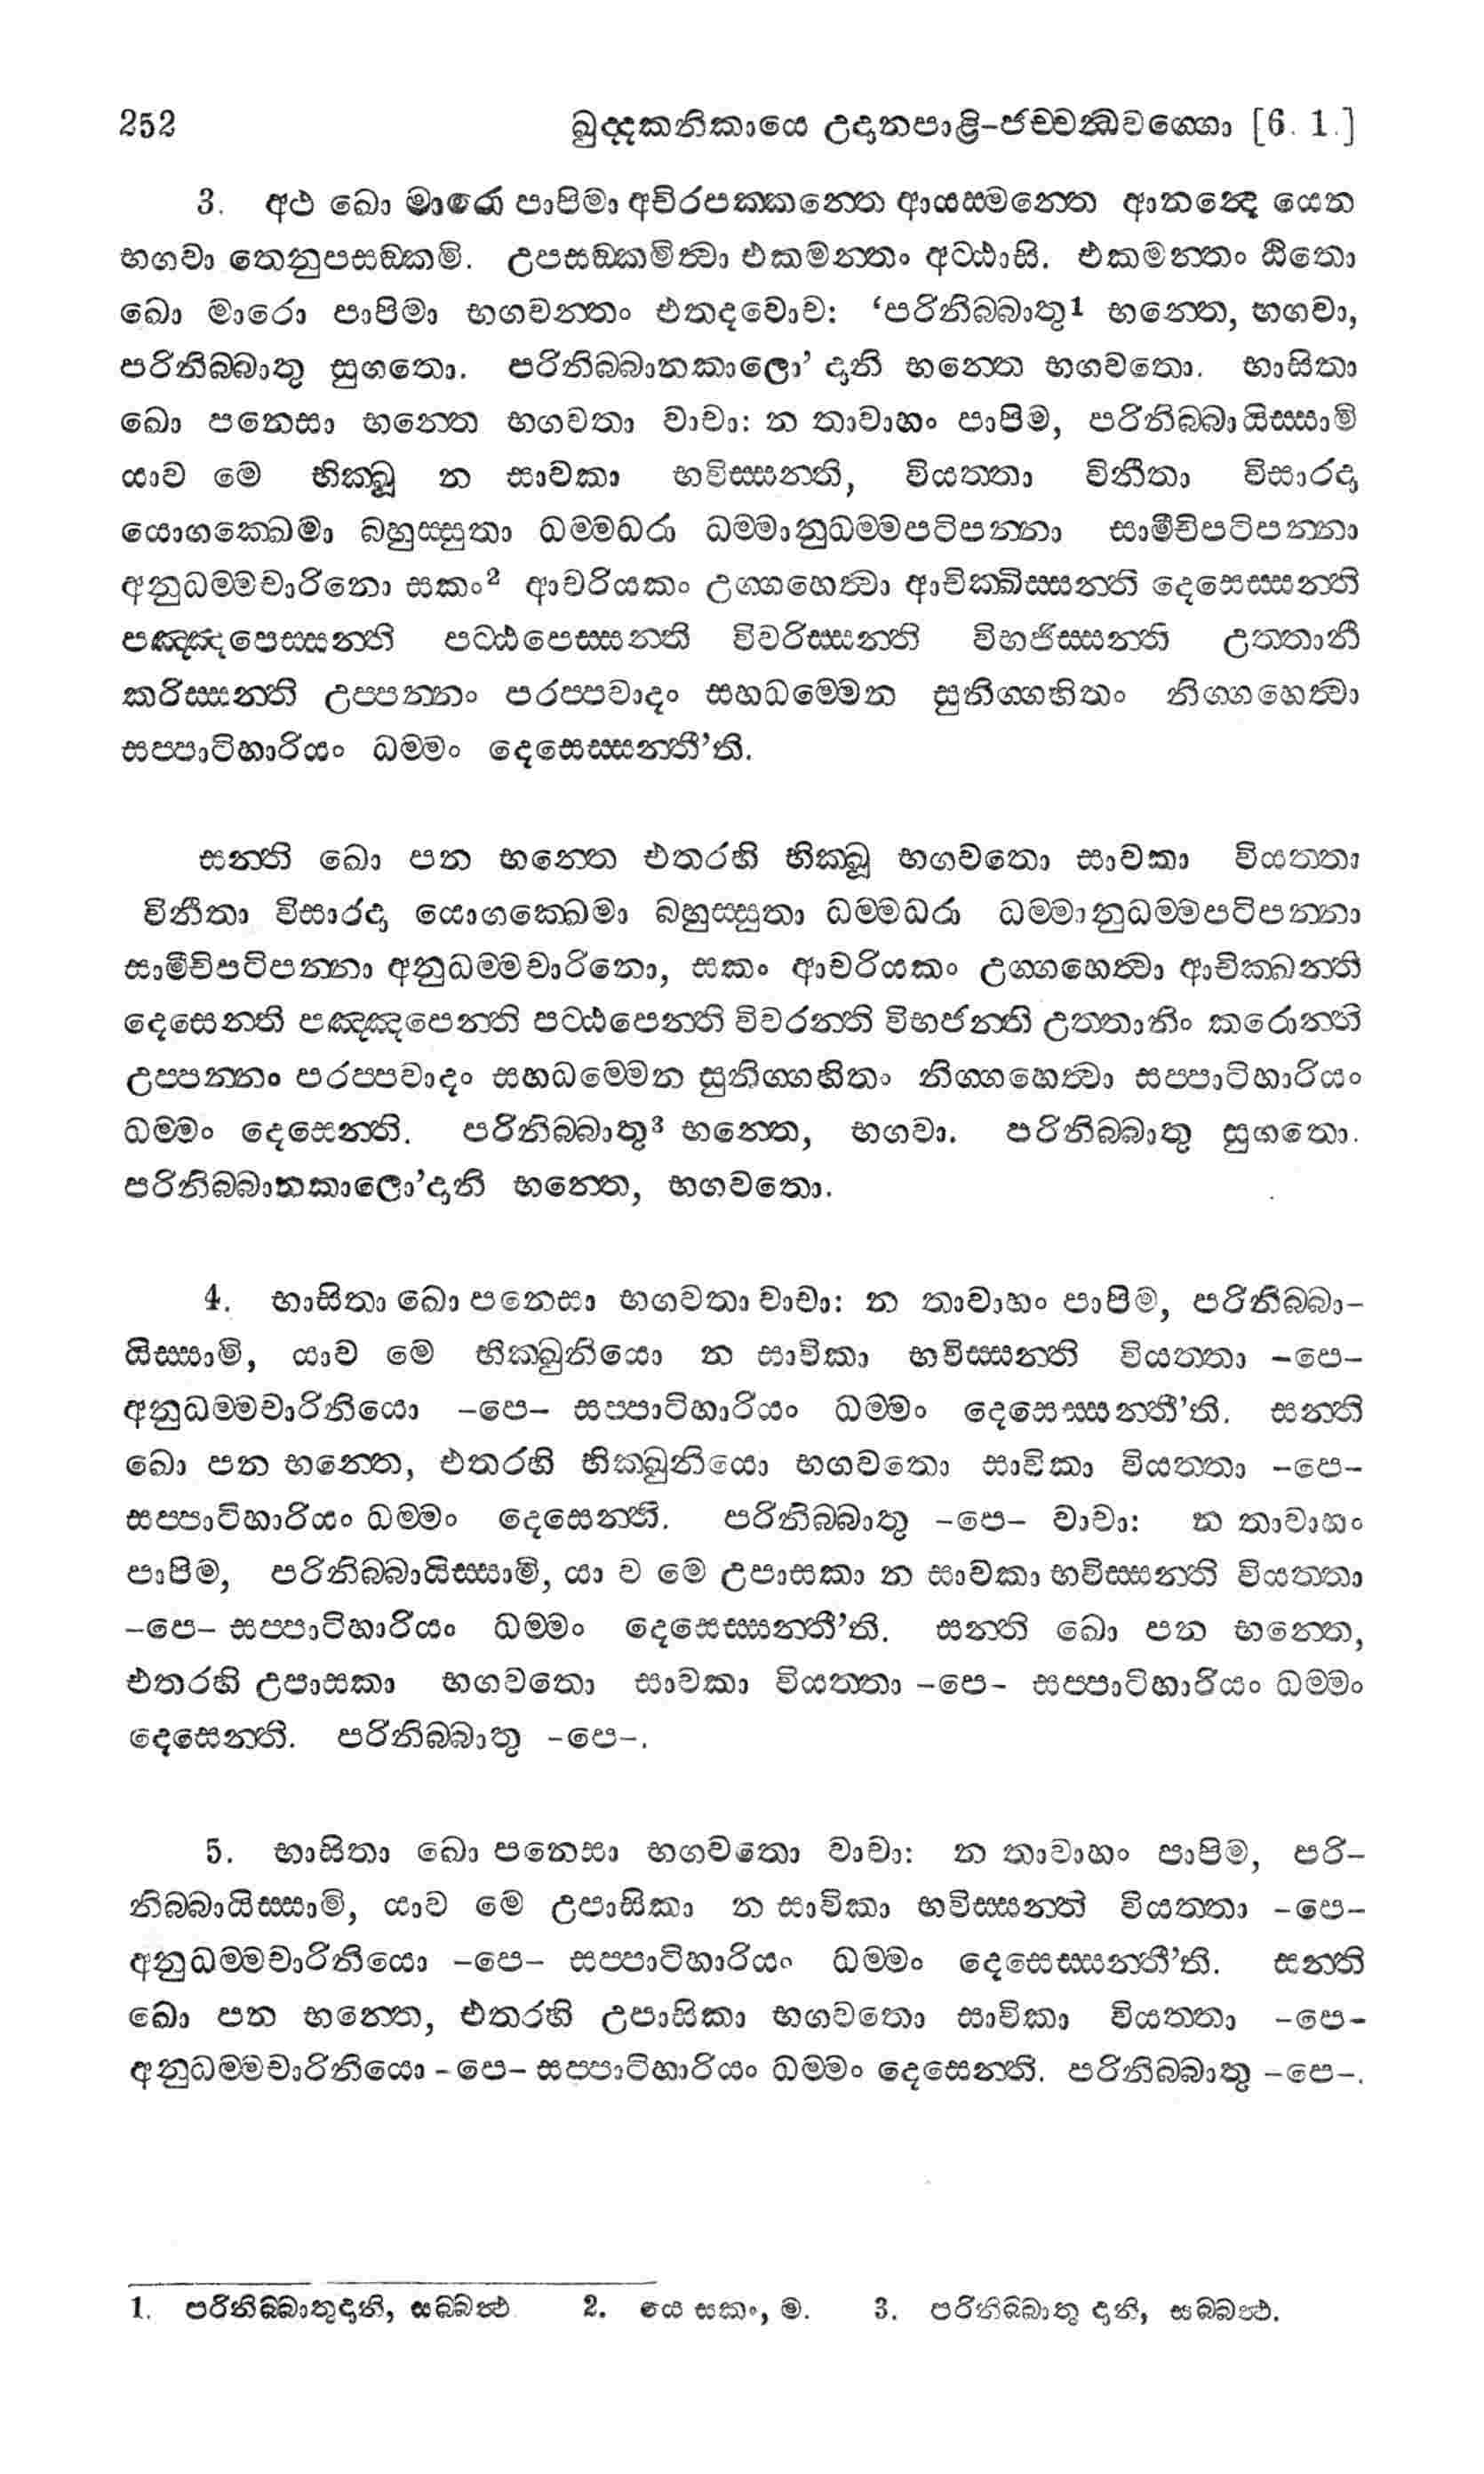 252 ඛුද්දකනිකායෙ උදානපාළි-ජච්චන්ධවග්ගො [6. 1.]
3. අථ ඛො මාරො පාපිමා අචිරපක්කන්තෙ ආයස්මන්තෙ ආනන්දෙ යෙන
භගවා තෙනුපසඞ්කමි. උපසඞ්කමිත්වා එකමන්තං අට්ඨාසි. එකමන්තං ඨිතො
ඛො මාරො පාපිමා භගවන්තං එතදවොච: ‘පරිනිබ්බාතු1 භන්තෙ, භගවා,
පරිනිබ්බාතු සුගතො. පරිනිබ්බානකාලො’ දානි භන්තෙ භගවතො. භාසිතා
ඛො පනෙසා භන්තෙ භගවතා වාචා: න තාවාහං පාපිම, පරිනිබ්බායිස්සාමි
යාව මෙ භික්ඛූ න සාවකා භවිස්සන්ති, වියත්තා විනීතා විසාරදා
යොගක්ඛෙමා බහුස්සුතා ධම්මධරා ධම්මානුධම්මපටිපන්නා සාමීචිපටිපන්නා
අනුධම්මචාරිනො සකං2 ආචරියකං උග්ගහෙත්වා ආචික්ඛිස්සන්ති දෙසෙස්සන්ති
පඤ්ඤපෙස්සන්ති පට්ඨපෙස්සන්ති විවරිස්සන්ති විභජිස්සන්ති උත්තානී
කරිස්සන්ති උප්පන්නං පරප්පවාදං සහධම්මෙන සුනිග්ගහිතං නිග්ගහෙත්වා
සප්පාටිහාරියං ධම්මං දෙසෙස්සන්තී’ති.
සන්ති ඛො පන භන්තෙ එතරහි භික්ඛූ භගවතො සාවකා වියත්තා
විනීතා විසාරදා යොගක්ඛෙමා බහුස්සුතා ධම්මධරා ධම්මානුධම්මපටිපන්නා
සාමීචිපටිපන්නා අනුධම්මචාරිනො, සකං ආචරියකං උග්ගහෙත්වා ආචික්ඛන්ති
දෙසෙන්ති පඤ්ඤපෙන්ති පට්ඨපෙන්ති විවරන්ති විභජන්ති උත්තානිං කරොන්ති
උප්පන්නං පරප්පවාදං සහධම්මෙන සුනිග්ගහිතං නිග්ගහෙත්වා සප්පාටිහාරියං
ධම්මං දෙසෙන්ති. පරිනිබ්බාතු3 භන්තෙ, භගවා. පරිනිබ්බාතු සුගතො.
පරිනිබ්බානකාලො’දානි භන්තෙ, භගවතො.
4. භාසිතා ඛො පනෙසා භගවතා වාචා: න තාවාහං පාපිම, පරිනිබ්බා-
යිස්සාමි, යාව මෙ භික්ඛුනියො න සාවිකා භවිස්සන්ති වියත්තා -පෙ-
අනුධම්මචාරිනියො -පෙ- සප්පාටිහාරියං ධම්මං දෙසෙස්සන්තී’ති. සන්ති
ඛො පන භන්තෙ, එතරහි භික්ඛුනියො භගවතො සාවිකා වියත්තා -පෙ-
සප්පාටිහාරියං ධම්මං දෙසෙන්ති. පරිනිබ්බාතු -පෙ- වාචා: න තාවාහං
පාපිම, පරිනිබ්බායිස්සාමි, යා ව මෙ උපාසකා න සාවකා භවිස්සන්ති වියත්තා
-පෙ- සප්පාටිහාරියං ධම්මං දෙසෙස්සන්තී’ති. සන්ති ඛො පන භන්තෙ,
එතරහි උපාසකා භගවතො සාවකා වියත්තා -පෙ- සප්පාටිහාරියං ධම්මං
දෙසෙන්ති. පරිනිබ්බාතු -පෙ-.
5. භාසිතා ඛො පනෙසා භගවතො වාචා: න තාවාහං පාපිම, පරි-
නිබ්බායිස්සාමි, යාව මෙ උපාසිකා න සාවිකා භවිස්සන්ති වියත්තා -පෙ-
අනුධම්මචාරිනියො -පෙ- සප්පාටිහාරියං ධම්මං දෙසෙස්සන්තී’ති. සන්ති
ඛො පන භන්තෙ, එතරහි උපාසිකා භගවතො සාවිකා වියත්තා -පෙ-
අනුධම්මචාරිනියො -පෙ- සප්පාටිහාරියං ධම්මං දෙසෙන්ති. පරිනිබ්බාතු -පෙ-.
1. පරිනිබ්බාතුදානි, සබ්බත්ථ 2. යෙ සකං, ම. 3. පරිනිබ්බාතු දානි, සබ්බත්ථ.